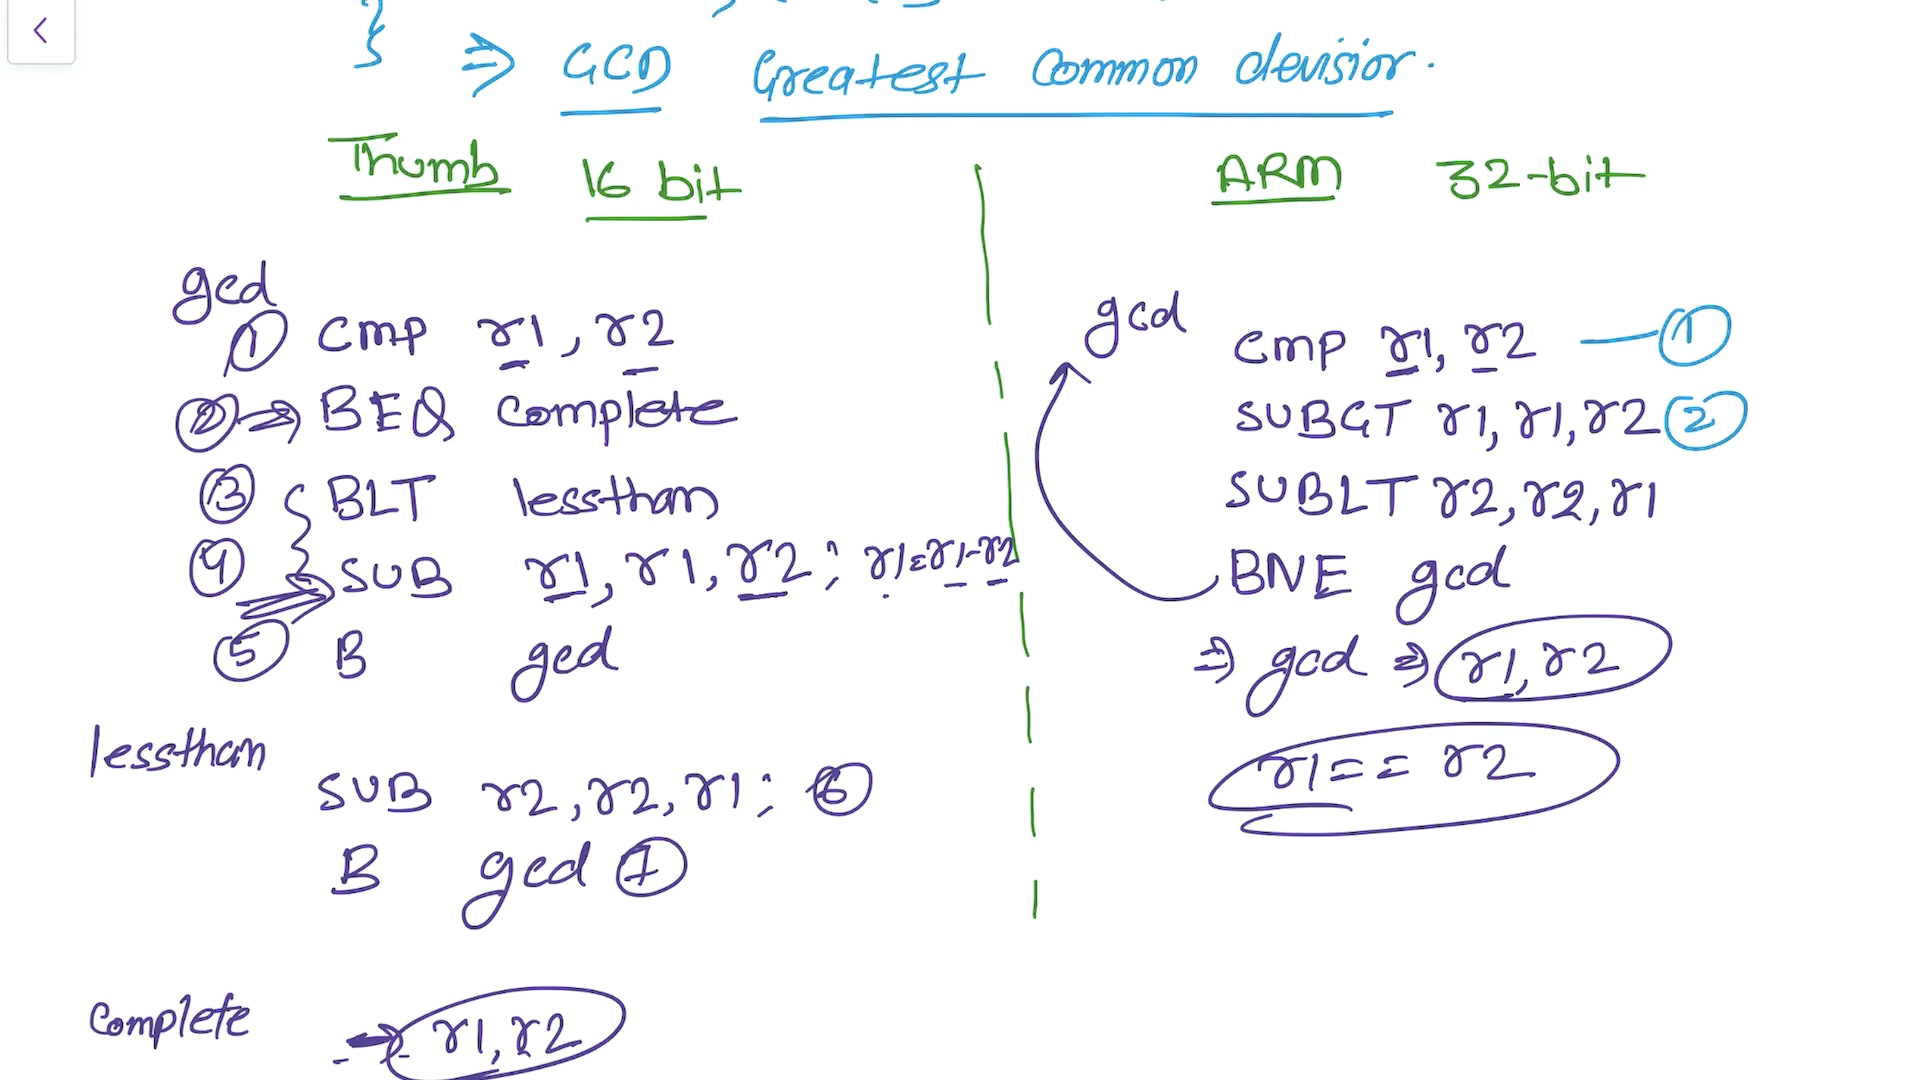 }
⇒ GCD Greatest Common devisior.
Thumb 16 bit
gcd
① cmp r1, r2
② → BEQ complete
③ BLT lessthan
④ SUB r1, r1, r2 ; r1=r1-r2
⑤ B gcd
lessthan
SUB r2, r2, r1 ; ⑥
B gcd ⑦
complete
→ r1, r2
ARM 32-bit
gcd
cmp r1, r2 — ①
SUBGT r1, r1, r2 ②
SUBLT r2, r2, r1
BNE gcd
⇒ gcd ⇒ r1, r2
r1 == r2